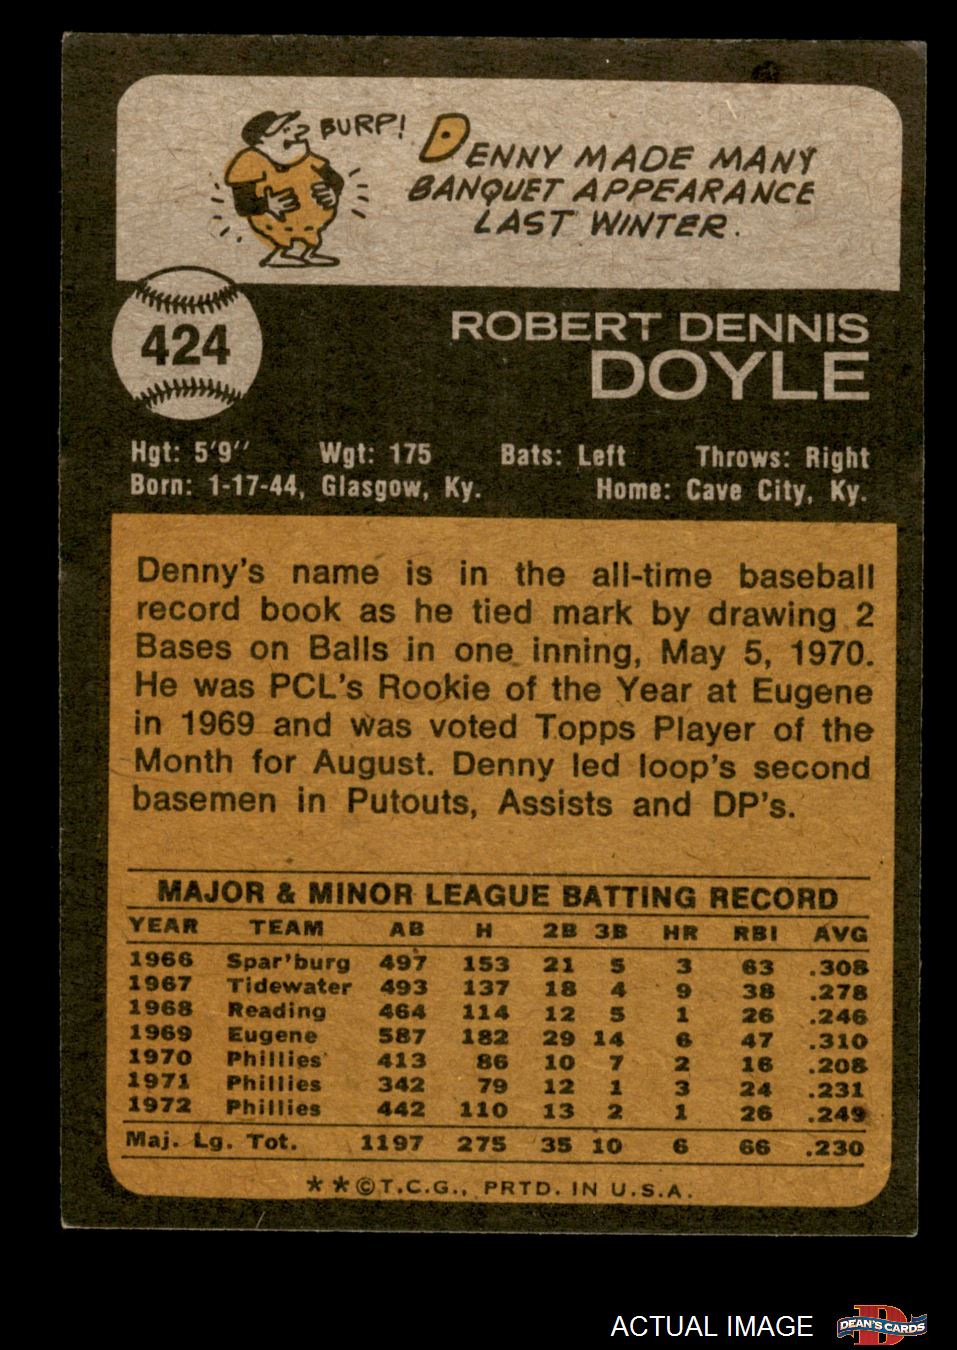 BURP!
DENNY MADE MANY
BANQUET APPEARANCE
LAST WINTER.
424
ROBERT DENNIS
DOYLE
Hgt: 5'9" Wgt: 175 Bats: Left Throws: Right
Born: 1-17-44, Glasgow, Ky. Home: Cave City, Ky.
Denny's name is in the all-time baseball
record book as he tied mark by drawing 2
Bases on Balls in one inning, May 5, 1970.
He was PCL's Rookie of the Year at Eugene
in 1969 and was voted Topps Player of the
Month for August. Denny led loop's second
basemen in Putouts, Assists and DP's.
MAJOR & MINOR LEAGUE BATTING RECORD
YEAR TEAM AB H 2B 3B HR RBI AVG
1966 Spar'burg 497 153 21 5 3 63 .308
1967 Tidewater 493 137 18 4 9 38 .278
1968 Reading 464 114 12 5 1 26 .246
1969 Eugene 587 182 29 14 6 47 .310
1970 Phillies 413 86 10 7 2 16 .208
1971 Phillies 342 79 12 1 3 24 .231
1972 Phillies 442 110 13 2 1 26 .249
Maj. Lg. Tot. 1197 275 35 10 6 66 .230
**©T.C.G., PRTD. IN U.S.A.
ACTUAL IMAGE
D
DEAN'S CARDS